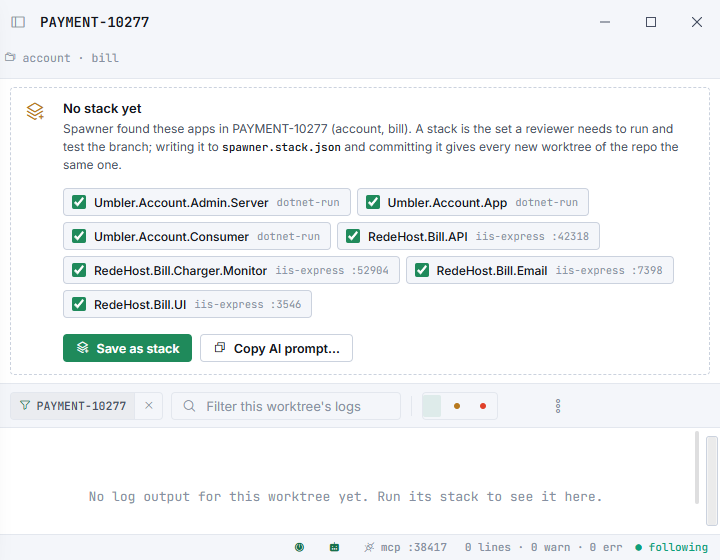 PAYMENT-10277
account · bill
No stack yet
Spawner found these apps in PAYMENT-10277 (account, bill). A stack is the set a reviewer needs to run and
test the branch; writing it to spawner.stack.json and committing it gives every new worktree of the repo the
same one.
Umbler.Account.Admin.Server dotnet-run Umbler.Account.App dotnet-run
Umbler.Account.Consumer dotnet-run RedeHost.Bill.API iis-express :42318
RedeHost.Bill.Charger.Monitor iis-express :52904 RedeHost.Bill.Email iis-express :7398
RedeHost.Bill.UI iis-express :3546
Save as stack Copy AI prompt...
PAYMENT-10277 Filter this worktree's logs
No log output for this worktree yet. Run its stack to see it here.
mcp :38417 0 lines · 0 warn · 0 err following